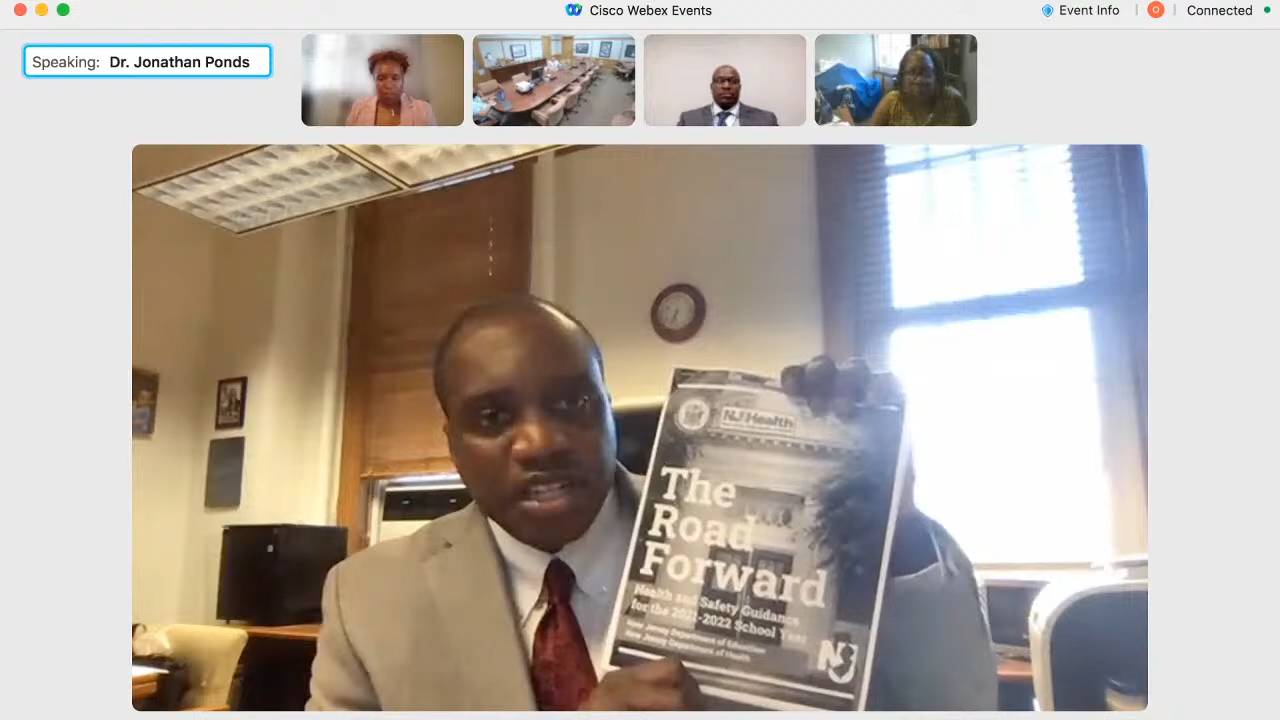 Cisco Webex Events
Event Info
Connected
Speaking: Dr. Jonathan Ponds
NJ Health
The
Road
Forward
Health and Safety Guidance
for the 2021-2022 School Year
New Jersey Department of Education
New Jersey Department of Health
NJ